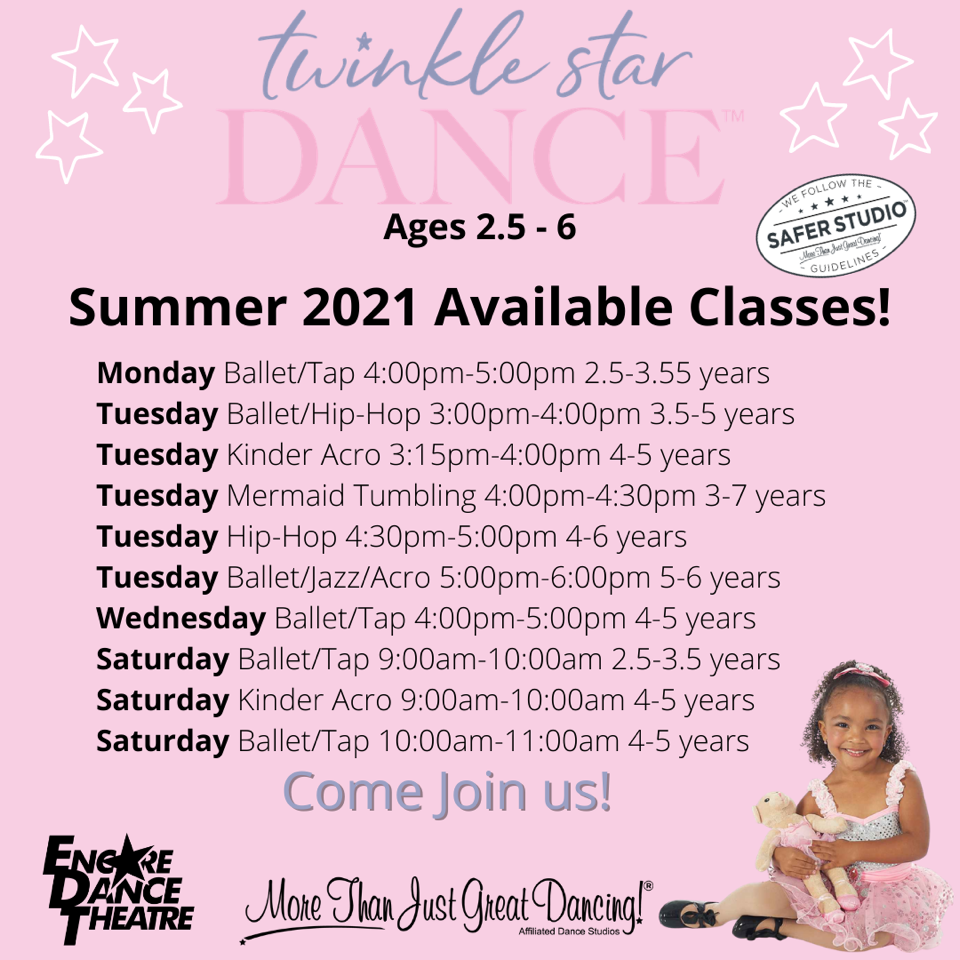 twinkle star
DANCE™
Ages 2.5 - 6
- WE FOLLOW THE -
SAFER STUDIO™
More Than Just Great Dancing!
- GUIDELINES -
Summer 2021 Available Classes!
Monday Ballet/Tap 4:00pm-5:00pm 2.5-3.55 years
Tuesday Ballet/Hip-Hop 3:00pm-4:00pm 3.5-5 years
Tuesday Kinder Acro 3:15pm-4:00pm 4-5 years
Tuesday Mermaid Tumbling 4:00pm-4:30pm 3-7 years
Tuesday Hip-Hop 4:30pm-5:00pm 4-6 years
Tuesday Ballet/Jazz/Acro 5:00pm-6:00pm 5-6 years
Wednesday Ballet/Tap 4:00pm-5:00pm 4-5 years
Saturday Ballet/Tap 9:00am-10:00am 2.5-3.5 years
Saturday Kinder Acro 9:00am-10:00am 4-5 years
Saturday Ballet/Tap 10:00am-11:00am 4-5 years
Come Join us!
ENCORE
DANCE
THEATRE
More Than Just Great Dancing!®
Affiliated Dance Studios